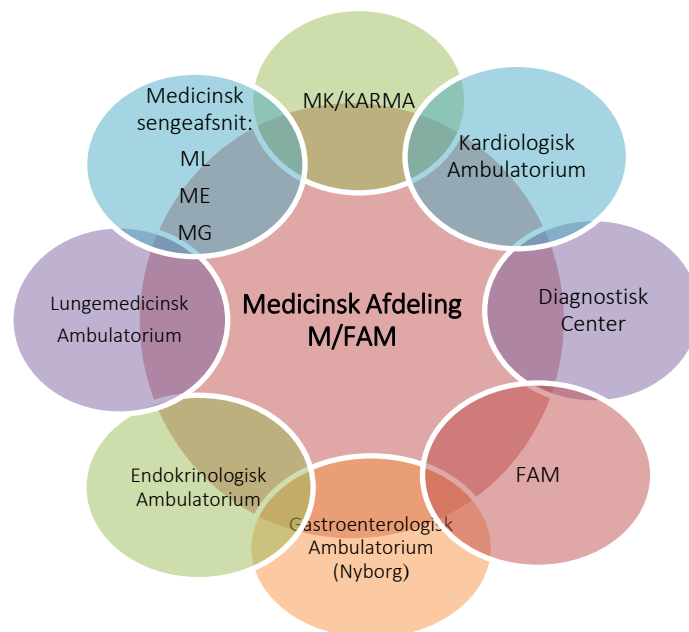 MK/KARMA
Kardiologisk
Ambulatorium
Diagnostisk
Center
FAM
Gastroenterologisk
Ambulatorium
(Nyborg)
Endokrinologisk
Ambulatorium
Lungemedicinsk
Ambulatorium
Medicinsk
sengeafsnit:
ML
ME
MG
Medicinsk Afdeling
M/FAM